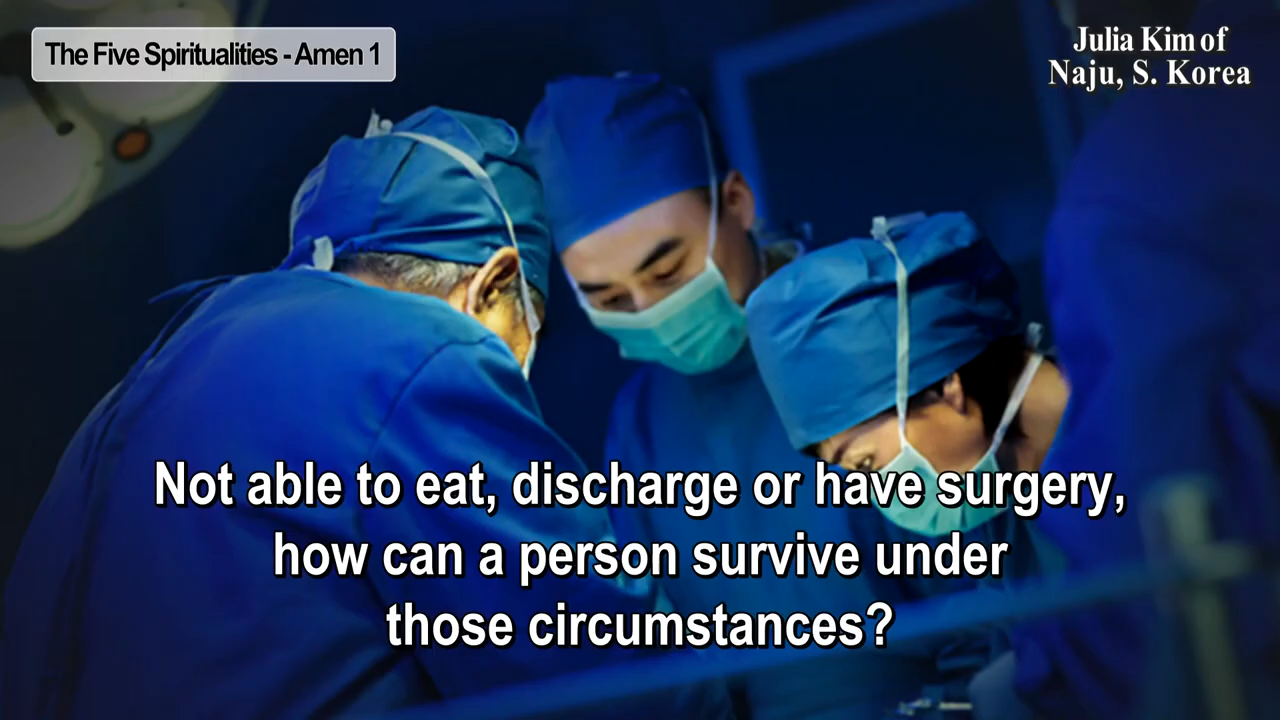 The Five Spiritualities - Amen 1
Julia Kim of
Naju, S. Korea
Not able to eat, discharge or have surgery,
how can a person survive under
those circumstances?